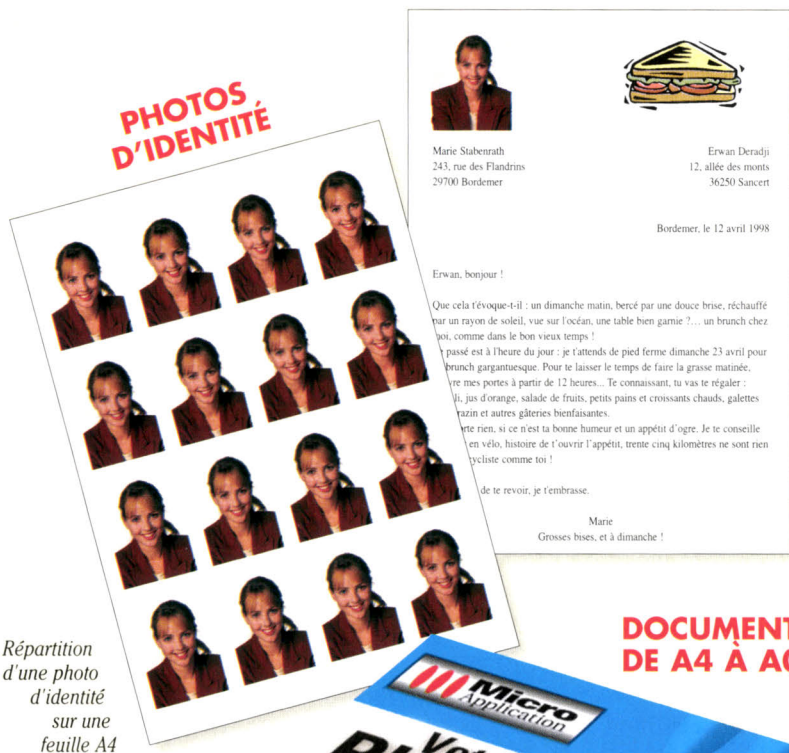 PHOTOS
D'IDENTITÉ
Marie Stabenrath
243, rue des Flandrins
29700 Bordemer
Erwan Deradji
12, allée des monts
36250 Sancert
Bordemer, le 12 avril 1998
Erwan, bonjour !
Que cela t'évoque-t-il : un dimanche matin, bercé par une douce brise, réchauffé
par un rayon de soleil, vue sur l'océan, une table bien garnie ?... un brunch chez
moi, comme dans le bon vieux temps !
passé est à l'heure du jour : je t'attends de pied ferme dimanche 23 avril pour
brunch gargantuesque. Pour te laisser le temps de faire la grasse matinée,
mes portes à partir de 12 heures... Te connaissant, tu vas te régaler :
jus d'orange, salade de fruits, petits pains et croissants chauds, galettes
et autres gâteries bienfaisantes.
rien, si ce n'est ta bonne humeur et un appétit d'ogre. Je te conseille
en vélo, histoire de t'ouvrir l'appétit, trente cinq kilomètres ne sont rien
cycliste comme toi !
de te revoir, je t'embrasse.
Marie
Grosses bises, et à dimanche !
Répartition
d'une photo
d'identité
sur une
feuille A4
DOCUMENT
DE A4 À A0
Micro
Application